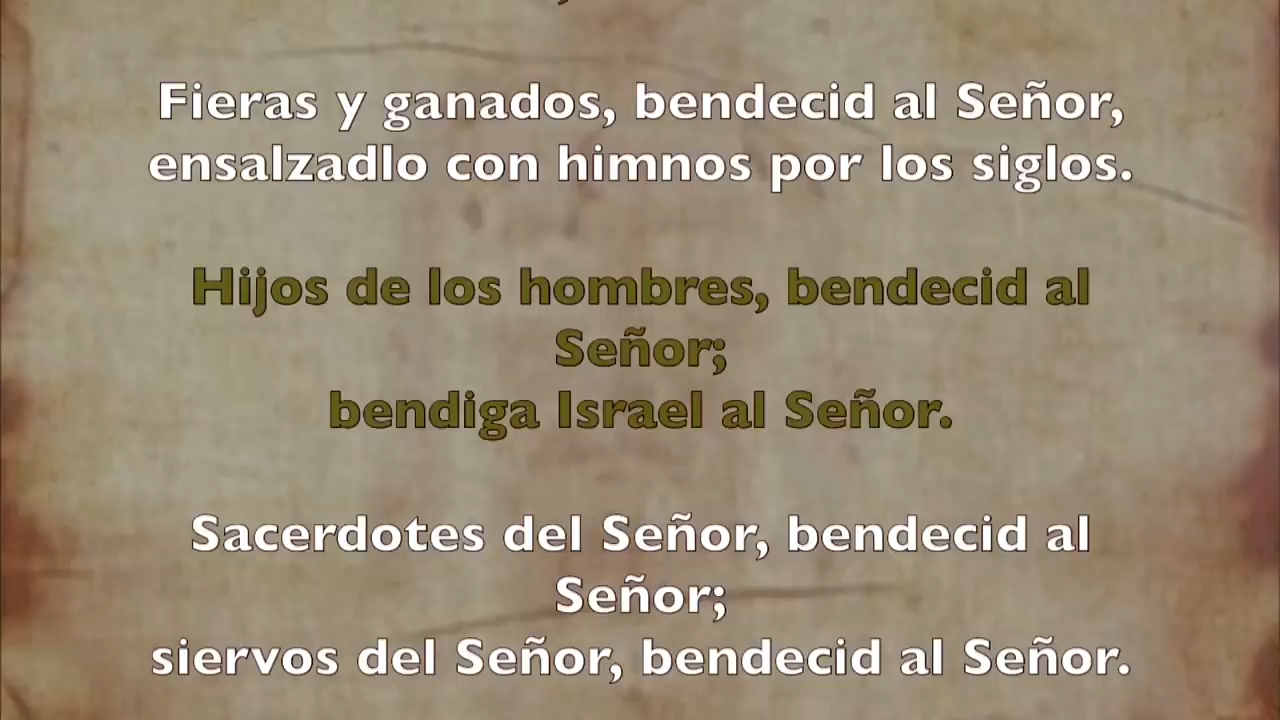 Fieras y ganados, bendecid al Señor,
ensalzadlo con himnos por los siglos.
Hijos de los hombres, bendecid al
Señor;
bendiga Israel al Señor.
Sacerdotes del Señor, bendecid al
Señor;
siervos del Señor, bendecid al Señor.